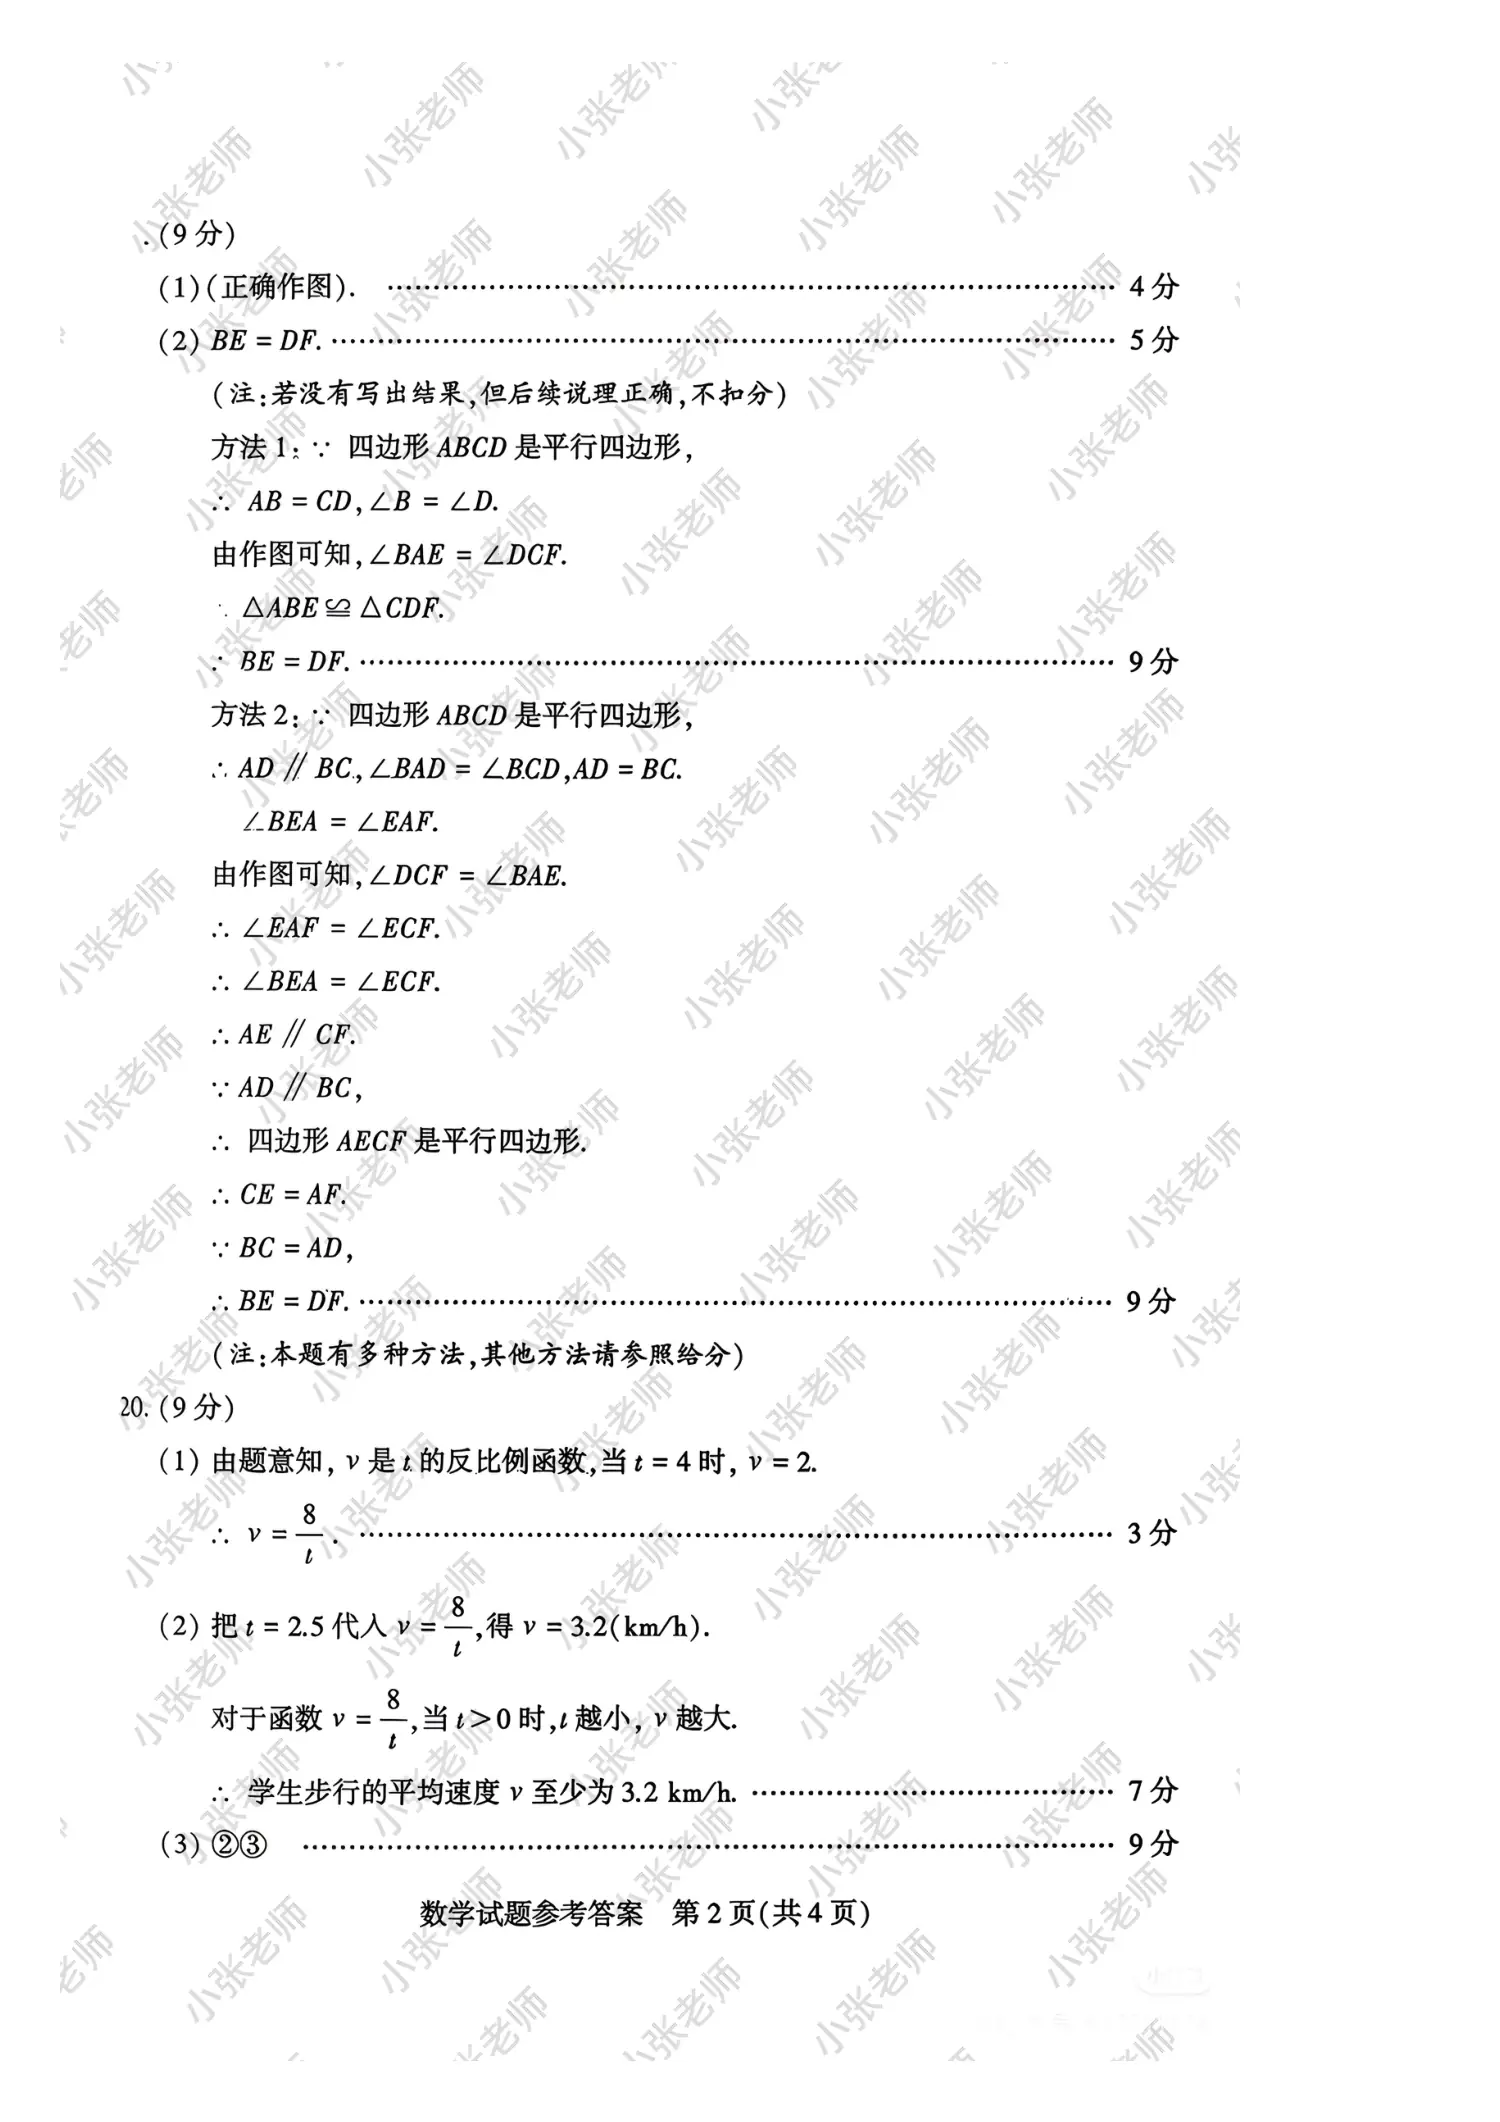 .(9分)
(1)(正确作图). ………… 4分
(2) BE = DF. ………… 5分
(注:若没有写出结果,但后续说理正确,不扣分)
方法1:∵ 四边形ABCD是平行四边形,
∴ AB = CD,∠B = ∠D.
由作图可知,∠BAE = ∠DCF.
∴ △ABE≌△CDF.
∴ BE = DF. ………… 9分
方法2:∵ 四边形ABCD是平行四边形,
∴ AD∥BC,∠BAD = ∠BCD,AD = BC.
∠BEA = ∠EAF.
由作图可知,∠DCF = ∠BAE.
∴ ∠EAF = ∠ECF.
∴ ∠BEA = ∠ECF.
∴ AE∥CF.
∵ AD∥BC,
∴ 四边形AECF是平行四边形.
∴ CE = AF.
∵ BC = AD,
∴ BE = DF. ………… 9分
(注:本题有多种方法,其他方法请参照给分)
20.(9分)
(1) 由题意知, v是t的反比例函数,当t = 4时, v = 2.
∴ v = 8/t. ………… 3分
(2) 把t = 2.5代入v = 8/t,得v = 3.2(km/h).
对于函数v = 8/t,当t>0时,t越小, v越大.
∴ 学生步行的平均速度v至少为3.2 km/h. ………… 7分
(3) ②③ ………… 9分
数学试题参考答案 第2页(共4页)
小张老师